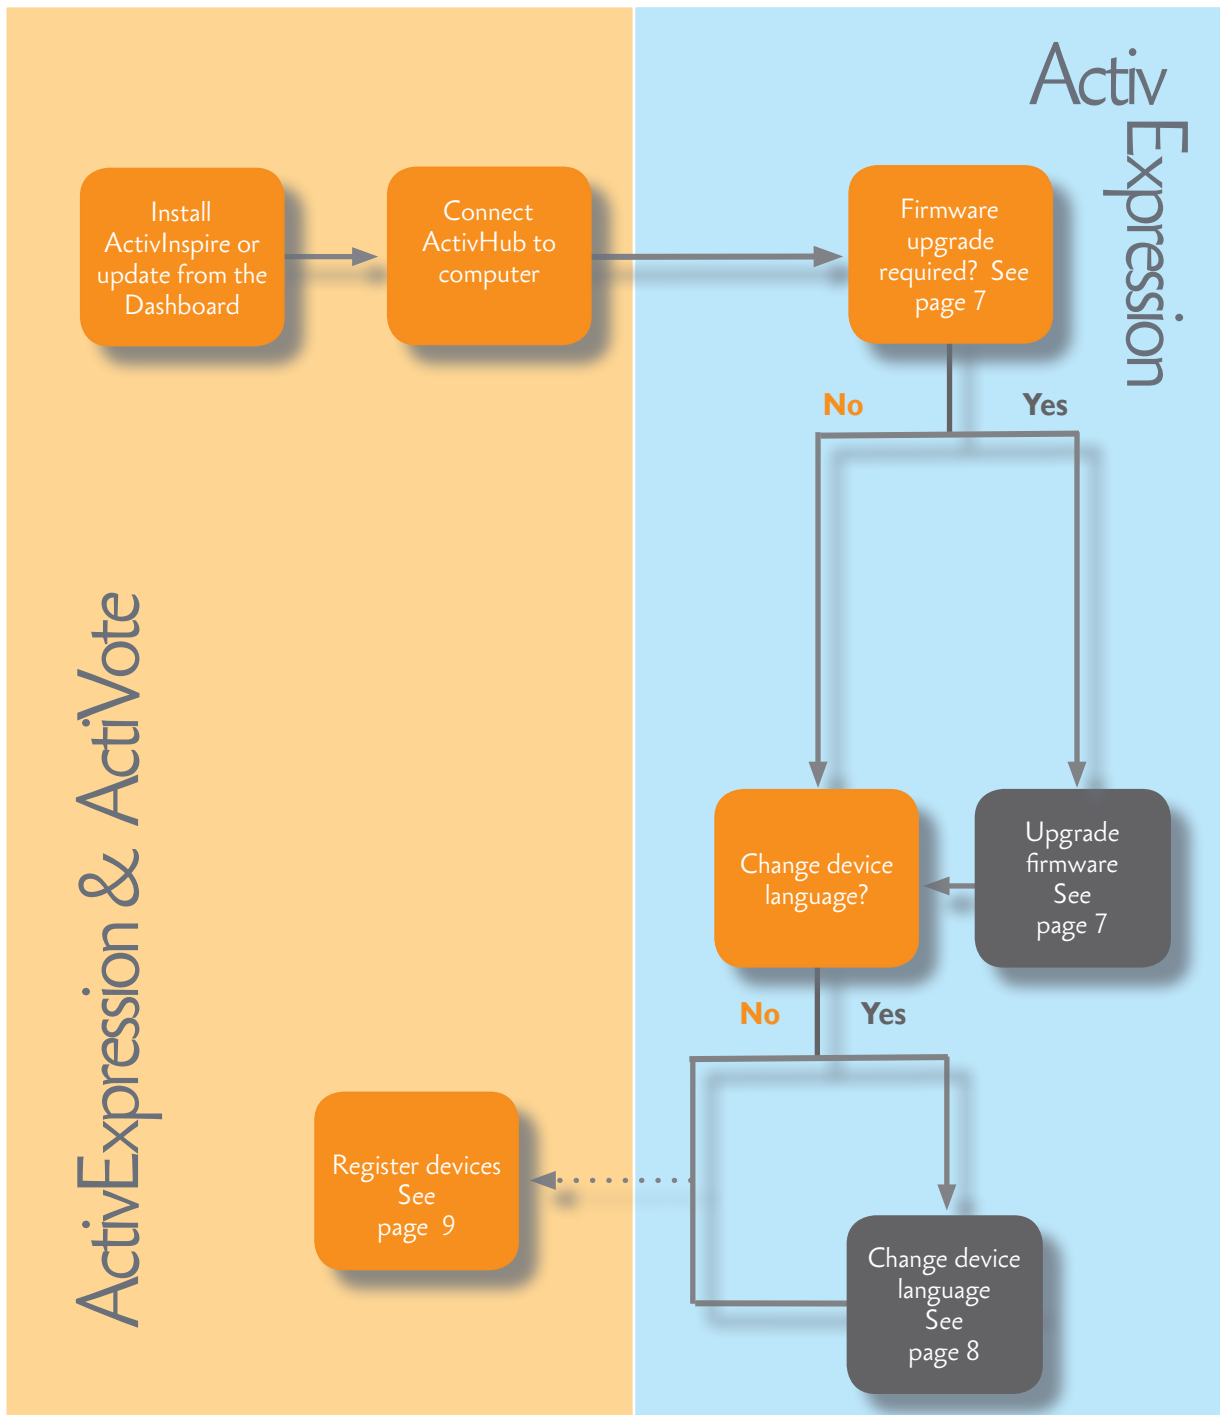 Activ
Expression
Install
ActivInspire or
update from the
Dashboard
Connect
ActivHub to
computer
Firmware
upgrade
required? See
page 7
No
Yes
ActivExpression & ActiVote
Change device
language?
Upgrade
firmware
See
page 7
No
Yes
Register devices
See
page 9
Change device
language
See
page 8